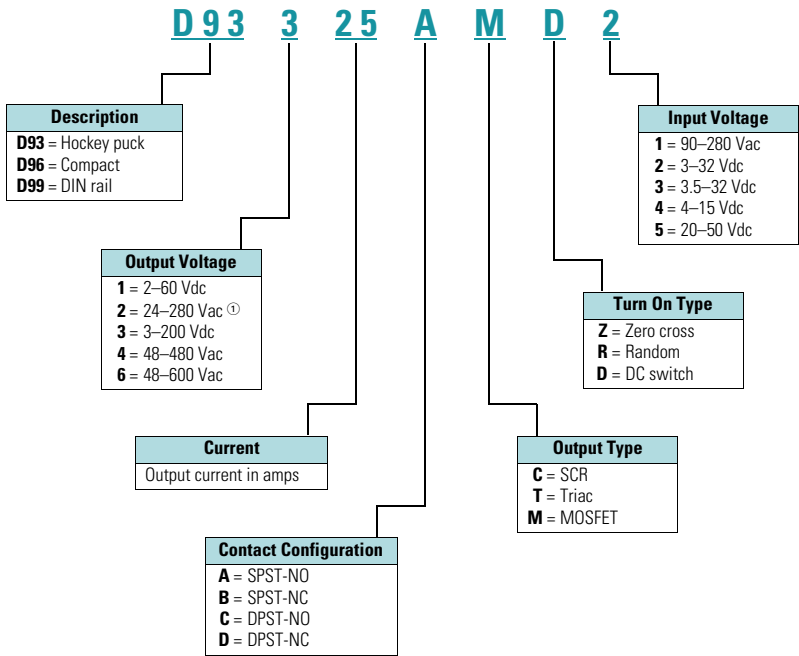 D93 3 25 A M D 2
Description
D93 = Hockey puck
D96 = Compact
D99 = DIN rail
Input Voltage
1 = 90–280 Vac
2 = 3–32 Vdc
3 = 3.5–32 Vdc
4 = 4–15 Vdc
5 = 20–50 Vdc
Output Voltage
1 = 2–60 Vdc
2 = 24–280 Vac ①
3 = 3–200 Vdc
4 = 48–480 Vac
6 = 48–600 Vac
Turn On Type
Z = Zero cross
R = Random
D = DC switch
Current
Output current in amps
Output Type
C = SCR
T = Triac
M = MOSFET
Contact Configuration
A = SPST-NO
B = SPST-NC
C = DPST-NO
D = DPST-NC